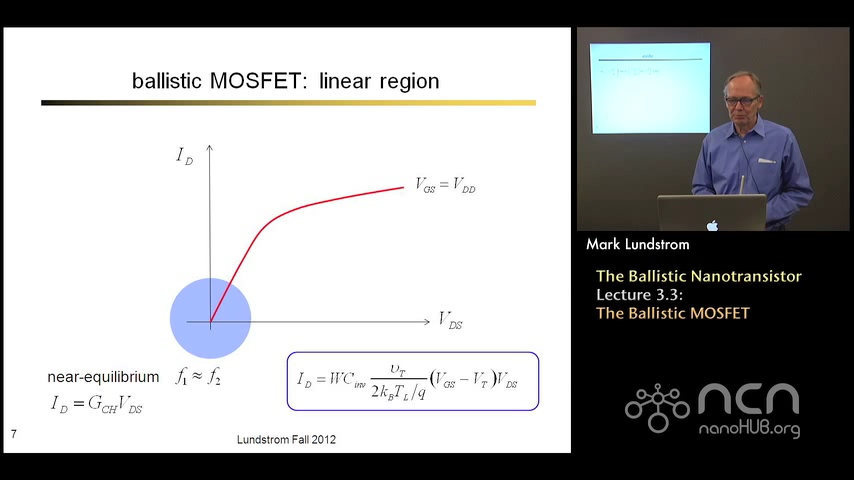 ballistic MOSFET: linear region
I_D
V_GS = V_DD
V_DS
near-equilibrium f_1 ≈ f_2
I_D = G_CH V_DS
I_D = WC_inv υ_T / (2k_B T_L/q) (V_GS − V_T)V_DS
7
Lundstrom Fall 2012
Mark Lundstrom
The Ballistic Nanotransistor
Lecture 3.3:
The Ballistic MOSFET
ncn
nanoHUB.org